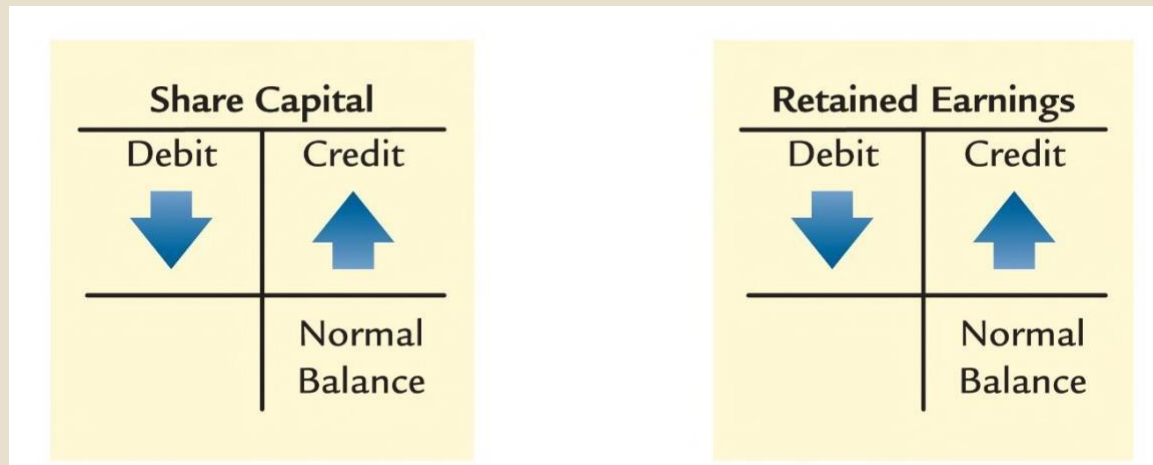 Share Capital
Debit Credit
Normal
Balance
Retained Earnings
Debit Credit
Normal
Balance